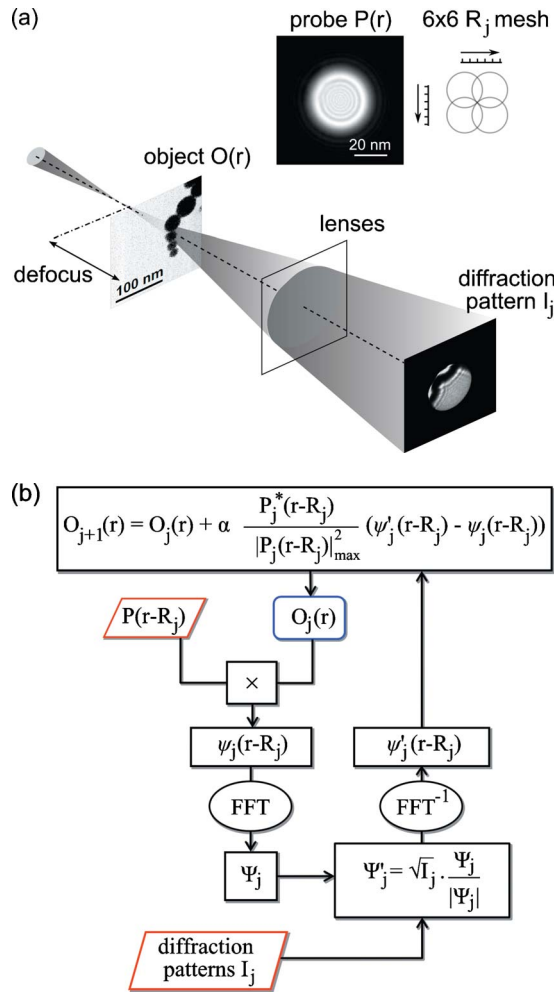 (a)
probe P(r)
6x6 R_j mesh
20 nm
object O(r)
lenses
defocus
100 nm
diffraction
pattern I_j
(b)
O_{j+1}(r) = O_j(r) + α P_j^*(r-R_j) / |P_j(r-R_j)|^2_{max} (ψ'_j(r-R_j) - ψ_j(r-R_j))
P(r-R_j)
O_j(r)
×
ψ_j(r-R_j)
ψ'_j(r-R_j)
FFT
FFT^{-1}
Ψ_j
Ψ'_j = √I_j · Ψ_j / |Ψ_j|
diffraction
patterns I_j